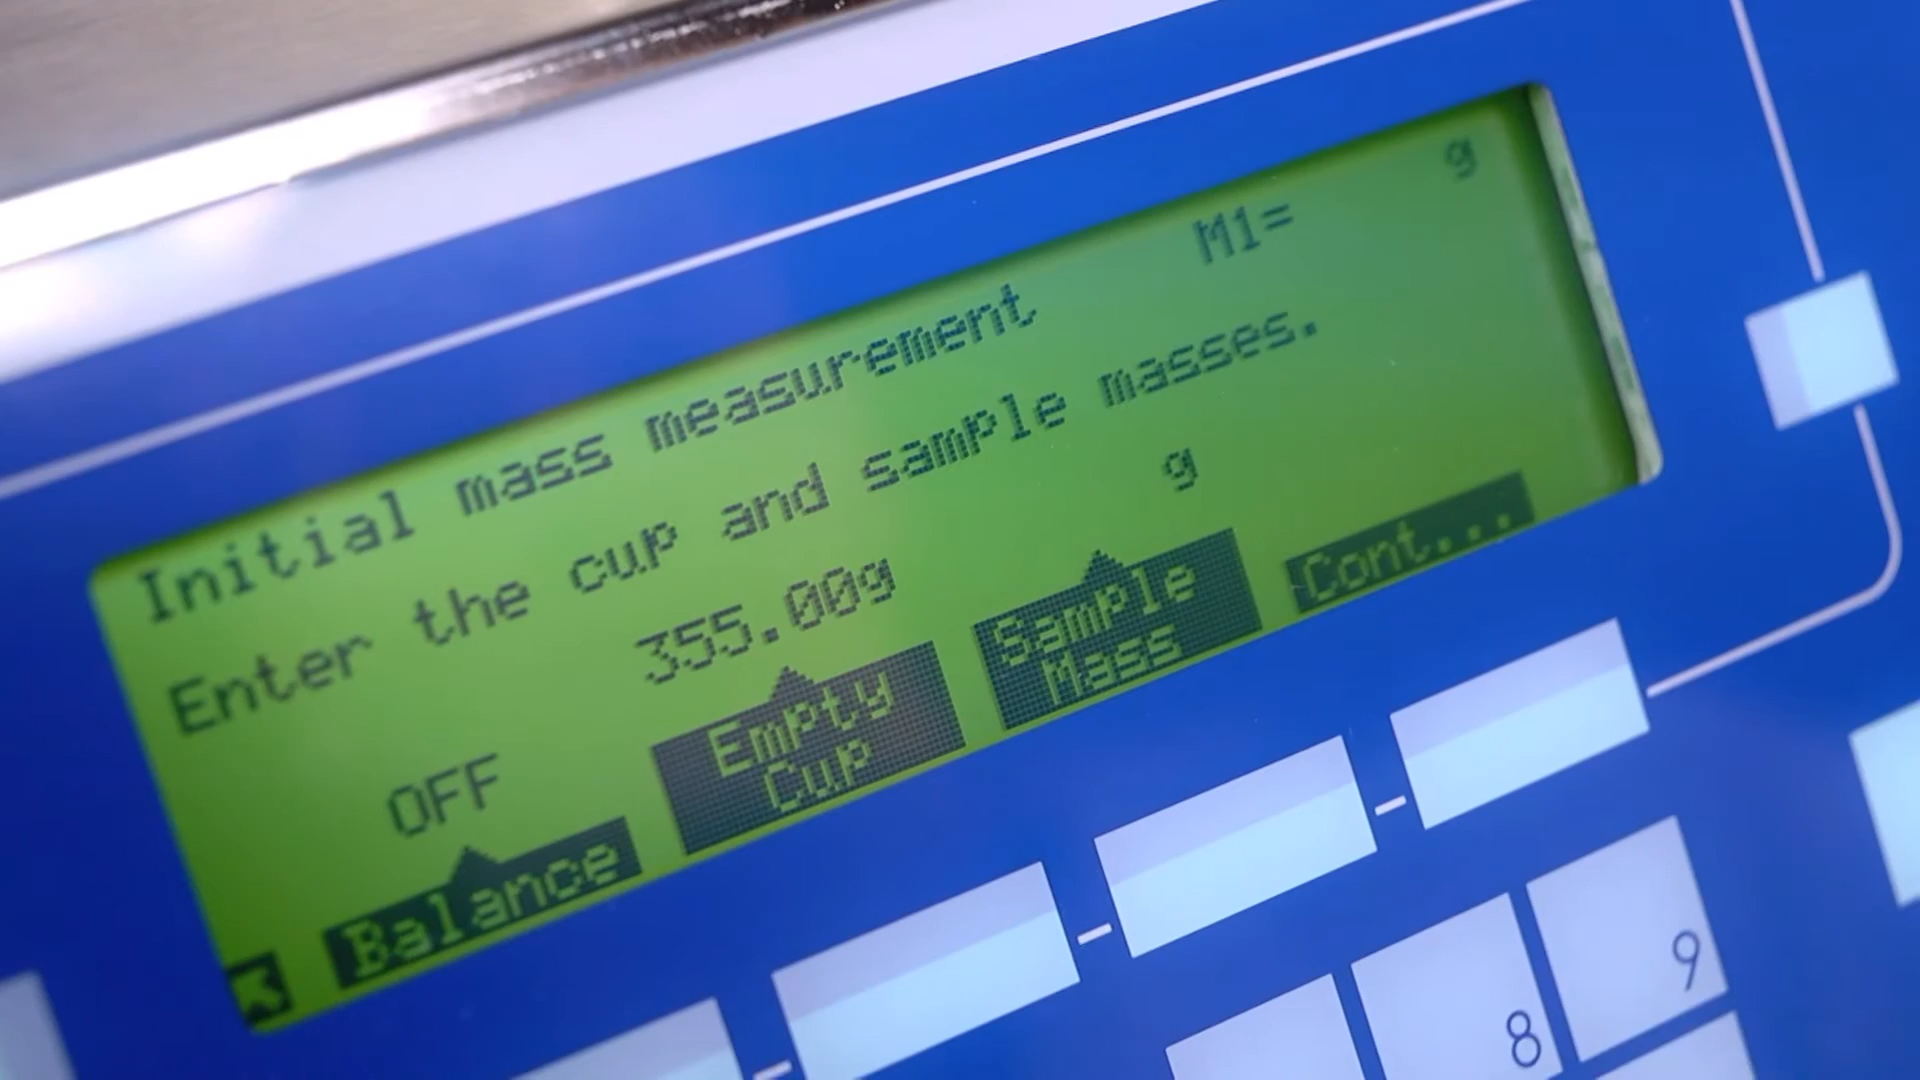 Initial mass measurement M1= g
Enter the cup and sample masses.
OFF 355.00g g
Balance Empty Cup Sample Mass Cont...
8 9